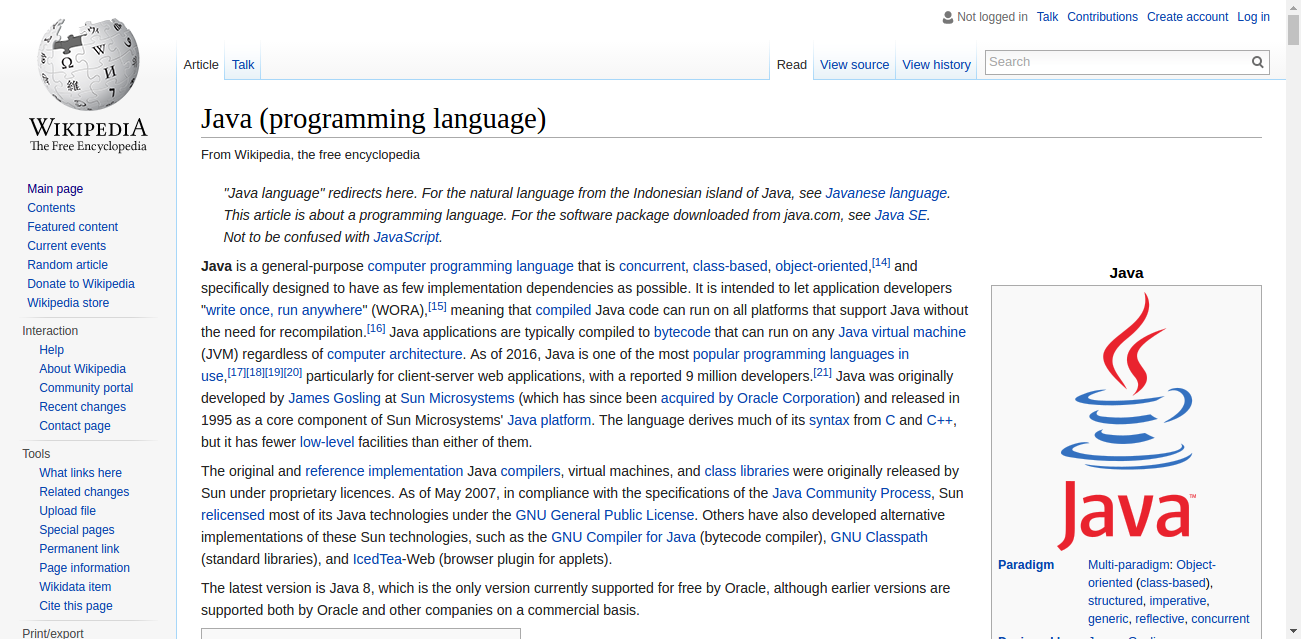 Not logged in Talk Contributions Create account Log in
Article Talk Read View source View history Search
WIKIPEDIA
The Free Encyclopedia
Main page
Contents
Featured content
Current events
Random article
Donate to Wikipedia
Wikipedia store
Interaction
Help
About Wikipedia
Community portal
Recent changes
Contact page
Tools
What links here
Related changes
Upload file
Special pages
Permanent link
Page information
Wikidata item
Cite this page
Print/export
Java (programming language)
From Wikipedia, the free encyclopedia
"Java language" redirects here. For the natural language from the Indonesian island of Java, see Javanese language.
This article is about a programming language. For the software package downloaded from java.com, see Java SE.
Not to be confused with JavaScript.
Java is a general-purpose computer programming language that is concurrent, class-based, object-oriented,[14] and
specifically designed to have as few implementation dependencies as possible. It is intended to let application developers
"write once, run anywhere" (WORA),[15] meaning that compiled Java code can run on all platforms that support Java without
the need for recompilation.[16] Java applications are typically compiled to bytecode that can run on any Java virtual machine
(JVM) regardless of computer architecture. As of 2016, Java is one of the most popular programming languages in
use,[17][18][19][20] particularly for client-server web applications, with a reported 9 million developers.[21] Java was originally
developed by James Gosling at Sun Microsystems (which has since been acquired by Oracle Corporation) and released in
1995 as a core component of Sun Microsystems' Java platform. The language derives much of its syntax from C and C++,
but it has fewer low-level facilities than either of them.
The original and reference implementation Java compilers, virtual machines, and class libraries were originally released by
Sun under proprietary licences. As of May 2007, in compliance with the specifications of the Java Community Process, Sun
relicensed most of its Java technologies under the GNU General Public License. Others have also developed alternative
implementations of these Sun technologies, such as the GNU Compiler for Java (bytecode compiler), GNU Classpath
(standard libraries), and IcedTea-Web (browser plugin for applets).
The latest version is Java 8, which is the only version currently supported for free by Oracle, although earlier versions are
supported both by Oracle and other companies on a commercial basis.
Java
Java™
Paradigm Multi-paradigm: Object-
oriented (class-based),
structured, imperative,
generic, reflective, concurrent